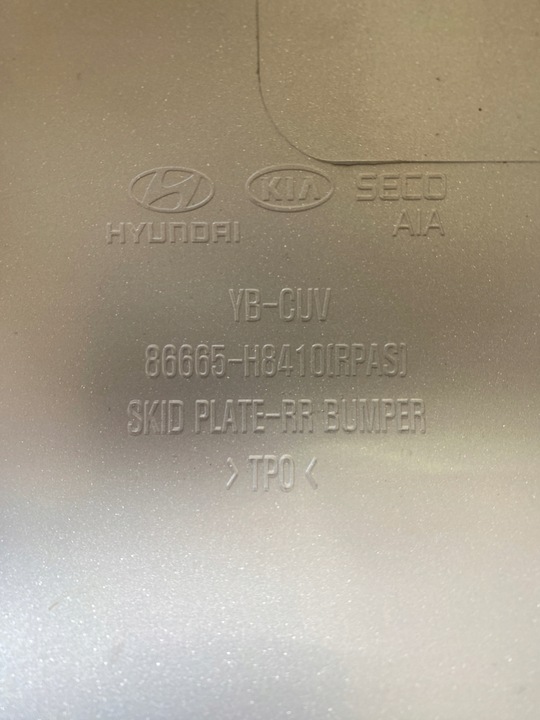 KIA SECO
HYUNDAI AIA
YB-CUV
86665-H8410(RPAS)
SKID PLATE-RR BUMPER
>TPO<